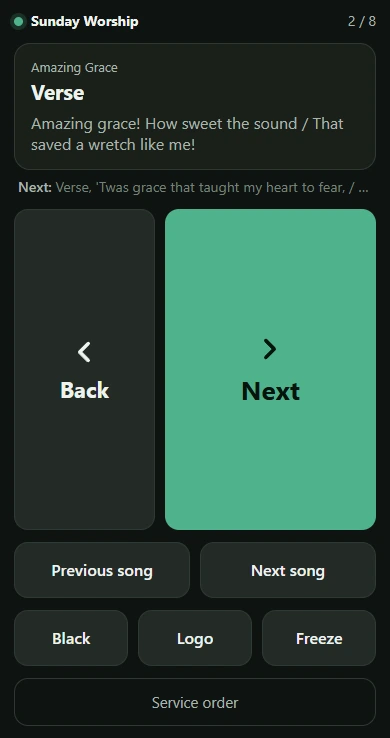 Sunday Worship 2 / 8
Amazing Grace
Verse
Amazing grace! How sweet the sound / That
saved a wretch like me!
Next: Verse, 'Twas grace that taught my heart to fear, / ...
Back
Next
Previous song
Next song
Black
Logo
Freeze
Service order